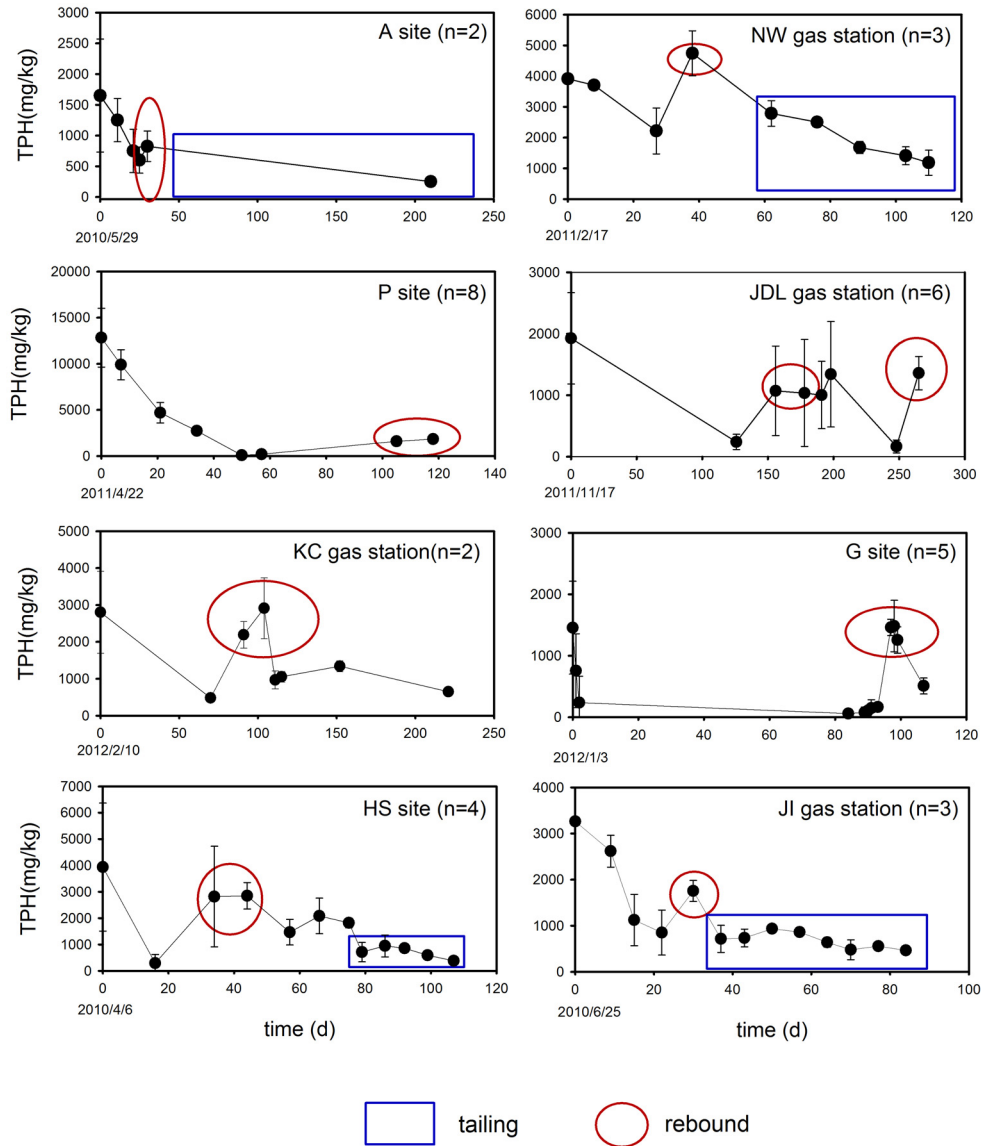 A site (n=2)
TPH(mg/kg)
3000
2500
2000
1500
1000
500
0
0 50 100 150 200 250
2010/5/29
NW gas station (n=3)
6000
5000
4000
3000
2000
1000
0
0 20 40 60 80 100 120
2011/2/17
P site (n=8)
TPH(mg/kg)
20000
15000
10000
5000
0
0 20 40 60 80 100 120 140
2011/4/22
JDL gas station (n=6)
3000
2000
1000
0
0 50 100 150 200 250 300
2011/11/17
KC gas station(n=2)
TPH(mg/kg)
5000
4000
3000
2000
1000
0
0 50 100 150 200 250
2012/2/10
G site (n=5)
3000
2000
1000
0
0 20 40 60 80 100 120
2012/1/3
HS site (n=4)
TPH(mg/kg)
7000
6000
5000
4000
3000
2000
1000
0
0 20 40 60 80 100 120
2010/4/6
time (d)
JI gas station (n=3)
4000
3000
2000
1000
0
0 20 40 60 80 100
2010/6/25
time (d)
tailing
rebound